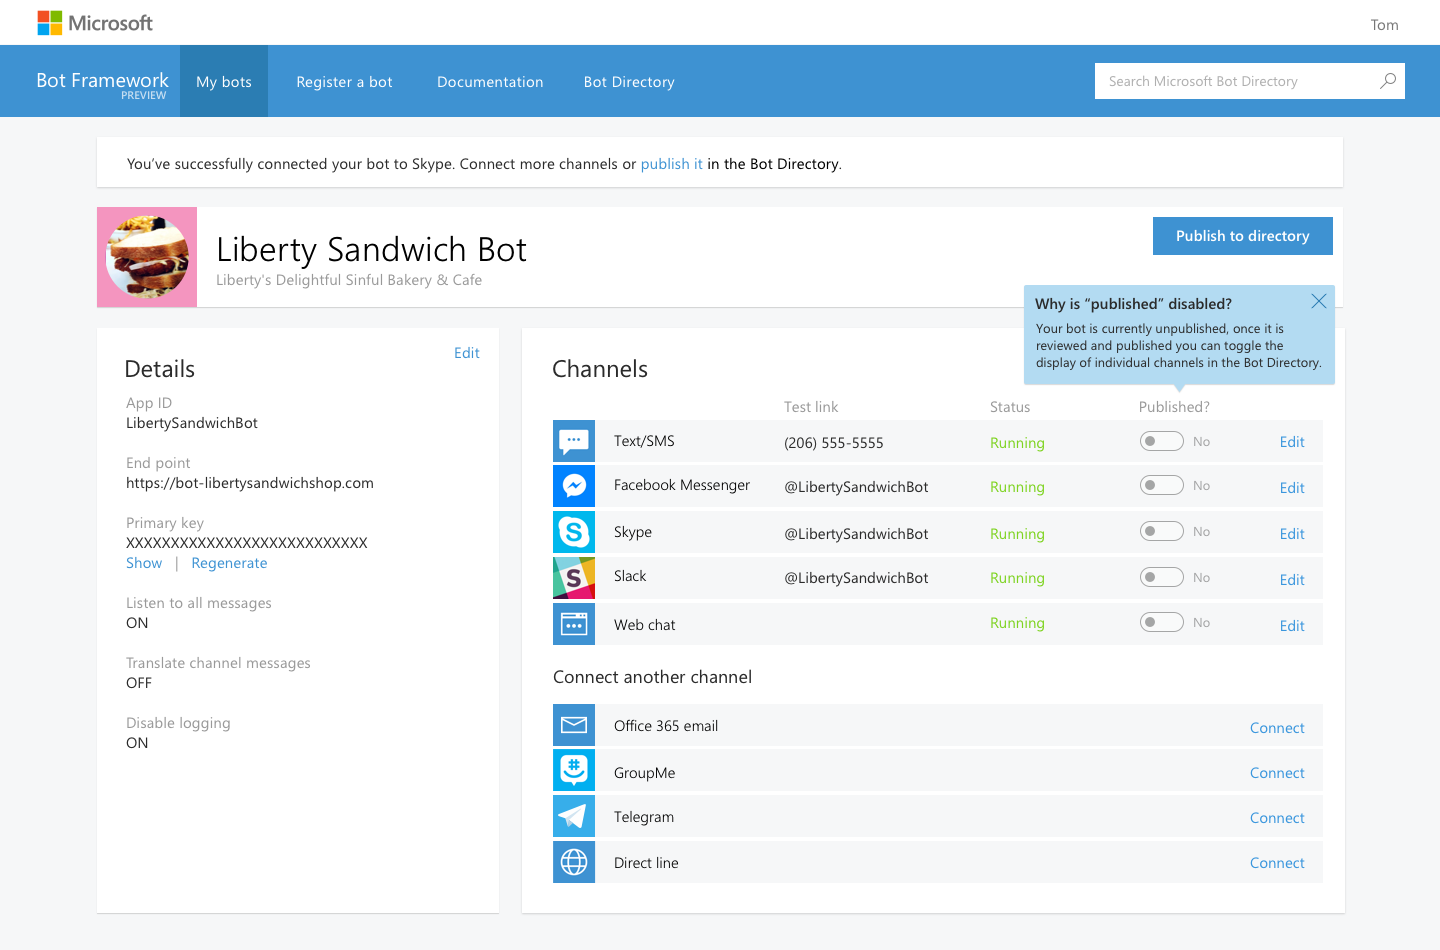 Microsoft
Tom
Bot Framework
PREVIEW
My bots
Register a bot
Documentation
Bot Directory
Search Microsoft Bot Directory
You've successfully connected your bot to Skype. Connect more channels or publish it in the Bot Directory.
Liberty Sandwich Bot
Liberty's Delightful Sinful Bakery & Cafe
Publish to directory
Why is “published” disabled?
Your bot is currently unpublished, once it is
reviewed and published you can toggle the
display of individual channels in the Bot Directory.
Details
Edit
App ID
LibertySandwichBot
End point
https://bot-libertysandwichshop.com
Primary key
XXXXXXXXXXXXXXXXXXXXXXXXXXX
Show | Regenerate
Listen to all messages
ON
Translate channel messages
OFF
Disable logging
ON
Channels
Test link Status Published?
Text/SMS (206) 555-5555 Running No Edit
Facebook Messenger @LibertySandwichBot Running No Edit
Skype @LibertySandwichBot Running No Edit
Slack @LibertySandwichBot Running No Edit
Web chat Running No Edit
Connect another channel
Office 365 email Connect
GroupMe Connect
Telegram Connect
Direct line Connect